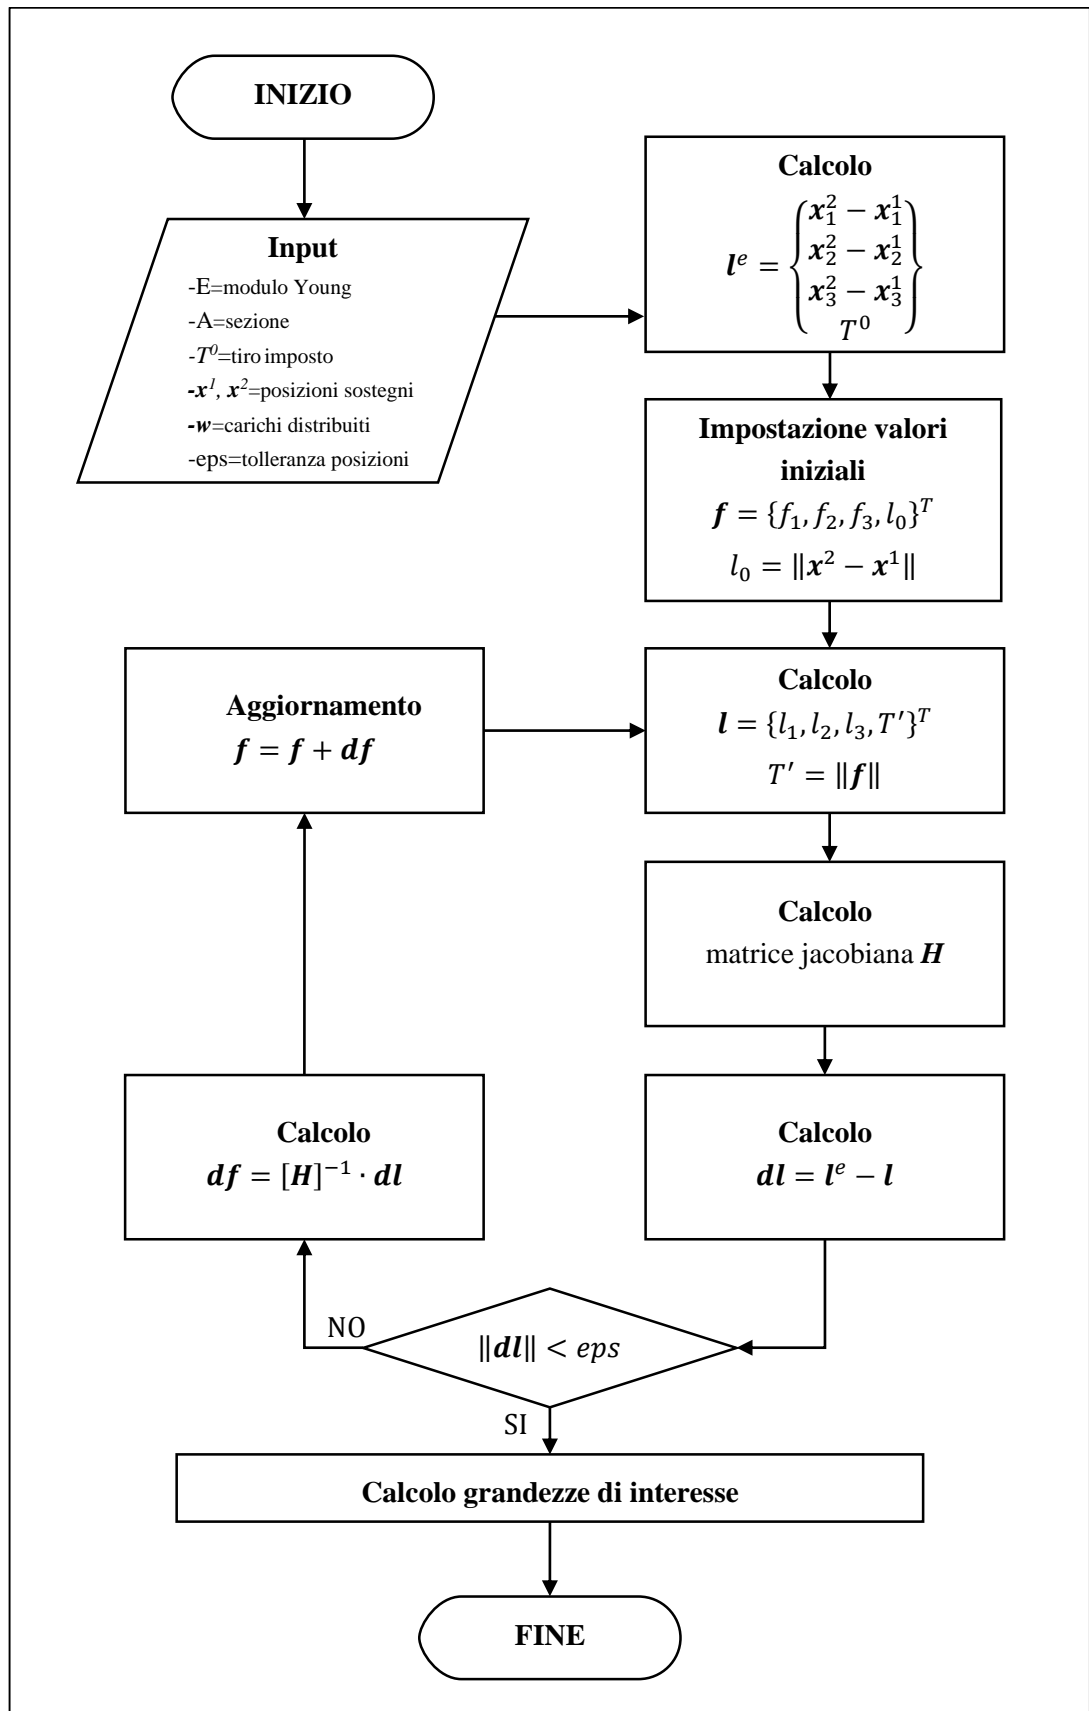 INIZIO
Input
-E=modulo Young
-A=sezione
-T⁰=tiro imposto
-x¹, x²=posizioni sostegni
-w=carichi distribuiti
-eps=tolleranza posizioni
Calcolo
lᵉ = {x₁² − x₁¹
x₂² − x₂¹
x₃² − x₃¹
T⁰}
Impostazione valori
iniziali
f = {f₁, f₂, f₃, l₀}ᵀ
l₀ = ‖x² − x¹‖
Calcolo
l = {l₁, l₂, l₃, T′}ᵀ
T′ = ‖f‖
Calcolo
matrice jacobiana H
Calcolo
dl = lᵉ − l
‖dl‖ < eps
NO
Calcolo
df = [H]⁻¹ · dl
Aggiornamento
f = f + df
SI
Calcolo grandezze di interesse
FINE